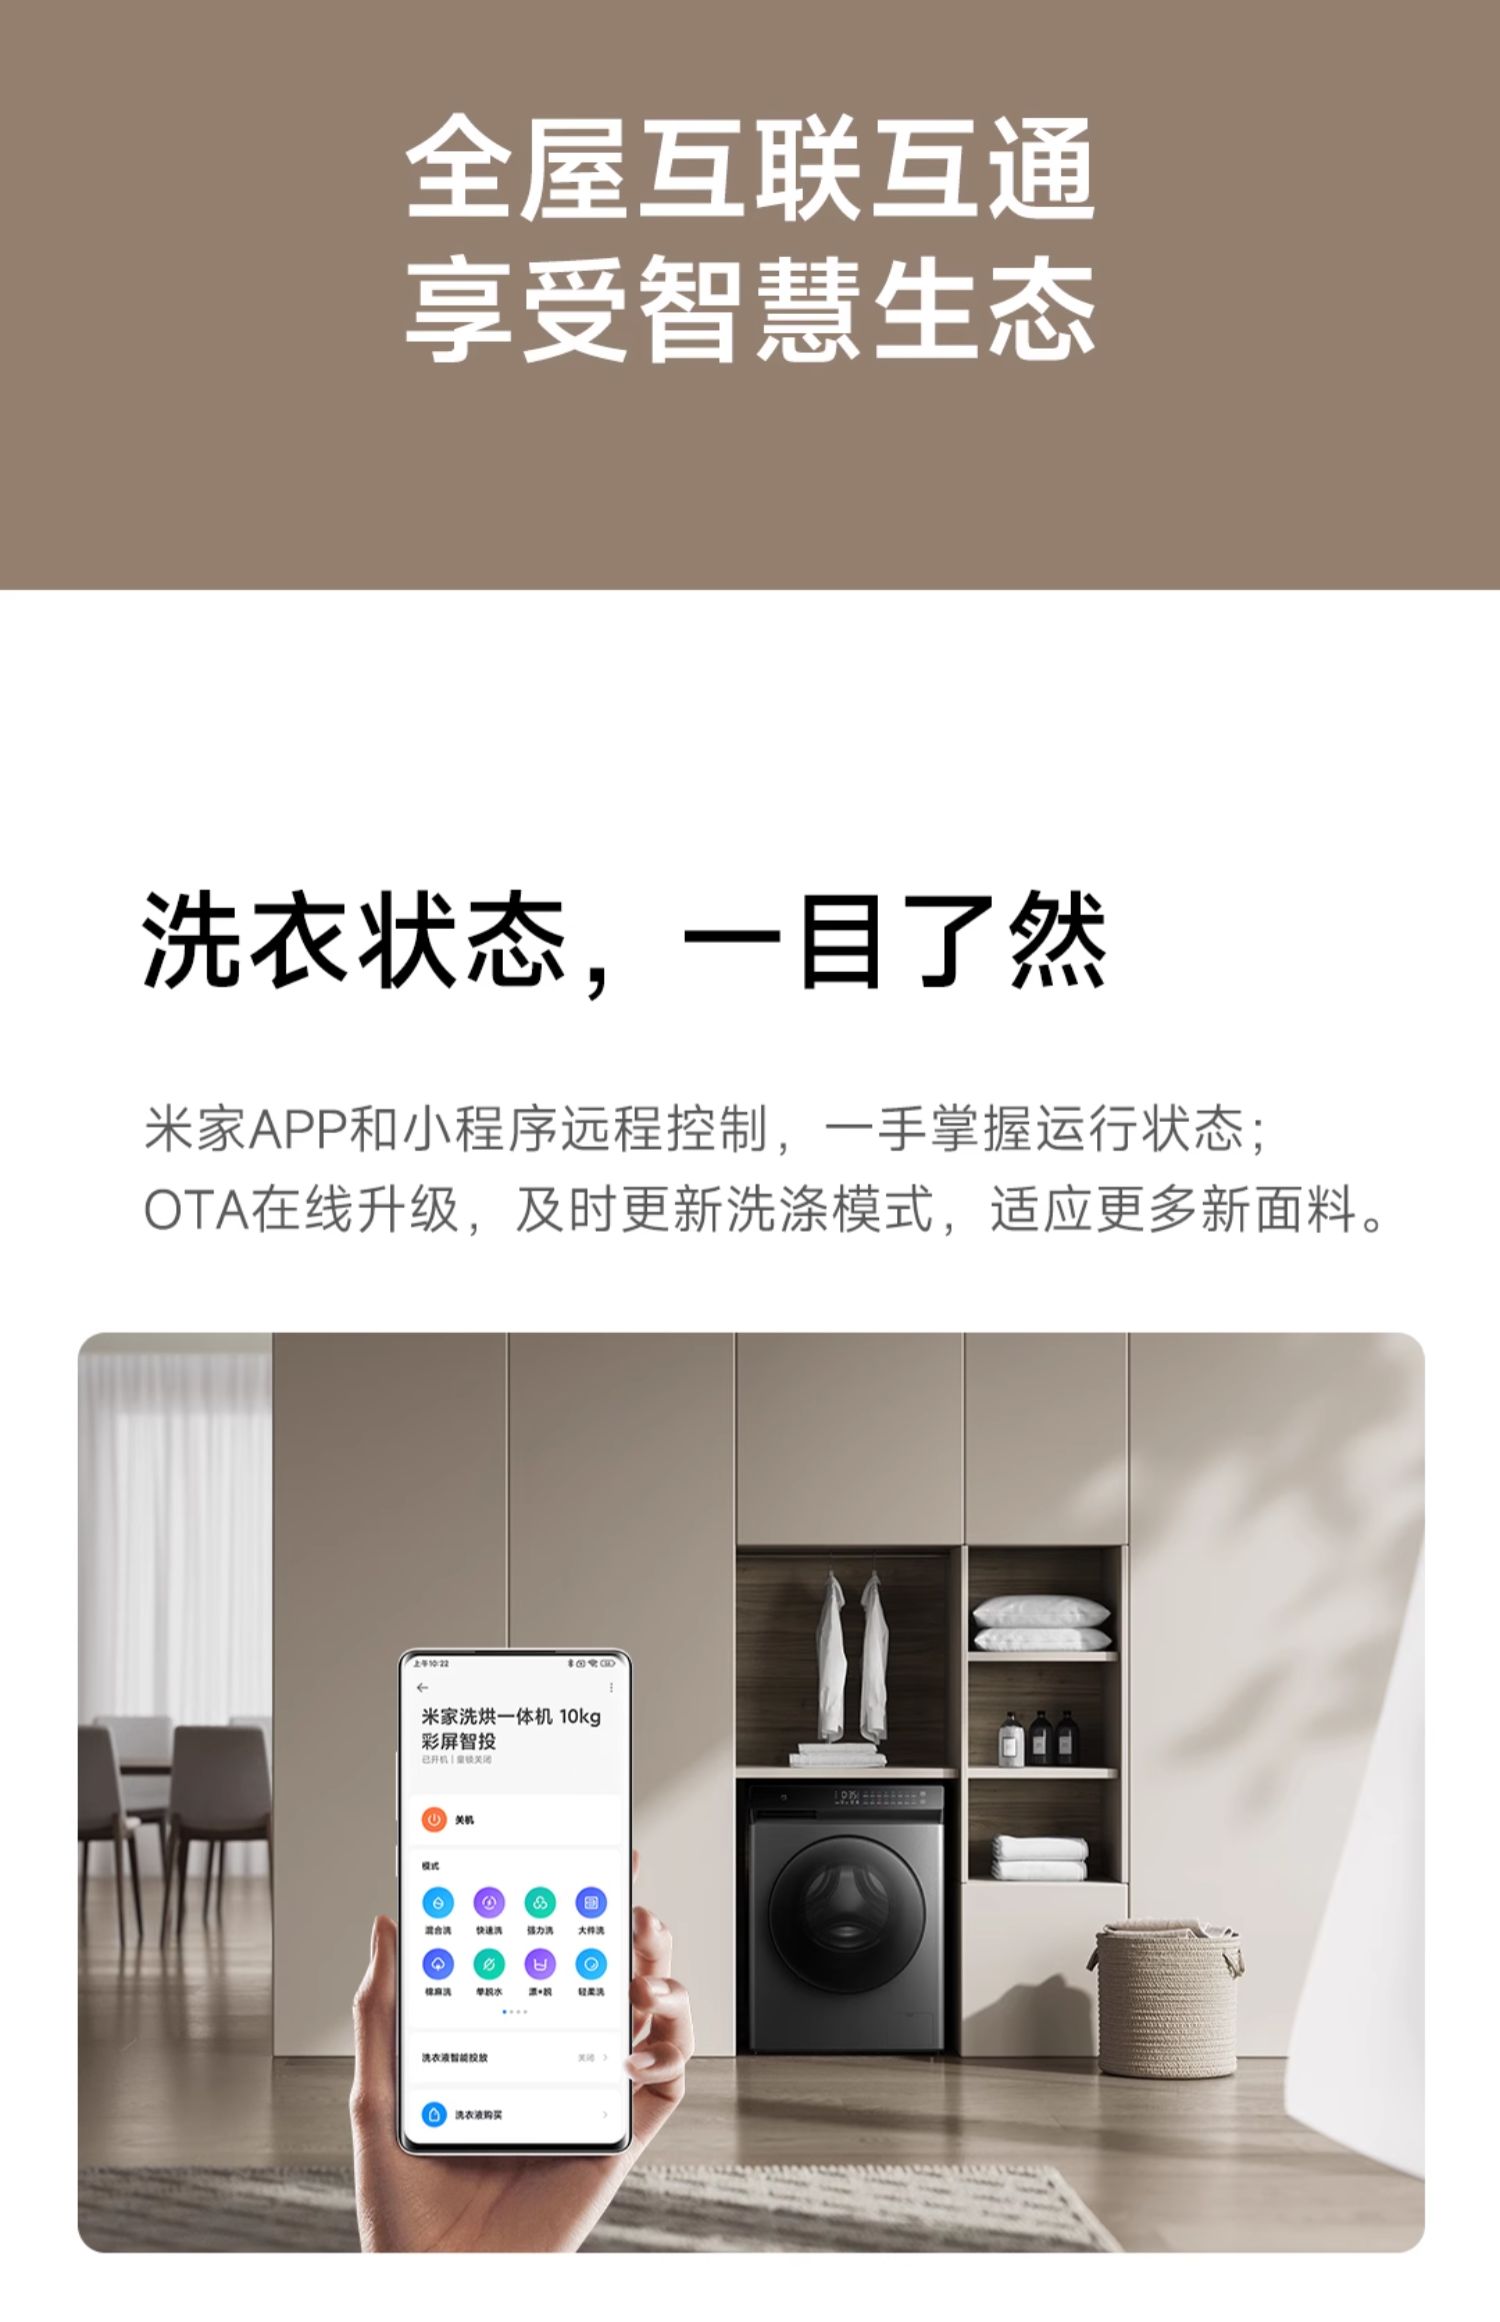 全屋互联互通
享受智慧生态
洗衣状态，一目了然
米家APP和小程序远程控制，一手掌握运行状态；
OTA在线升级，及时更新洗涤模式，适应更多新面料。
上午10:22
米家洗烘一体机 10kg
彩屏智投
已开机 | 童锁关闭
关机
模式
混合洗 快速洗 强力洗 大件洗
棉麻洗 单脱水 漂+脱 轻柔洗
洗衣液智能投放 关闭
洗衣液购买